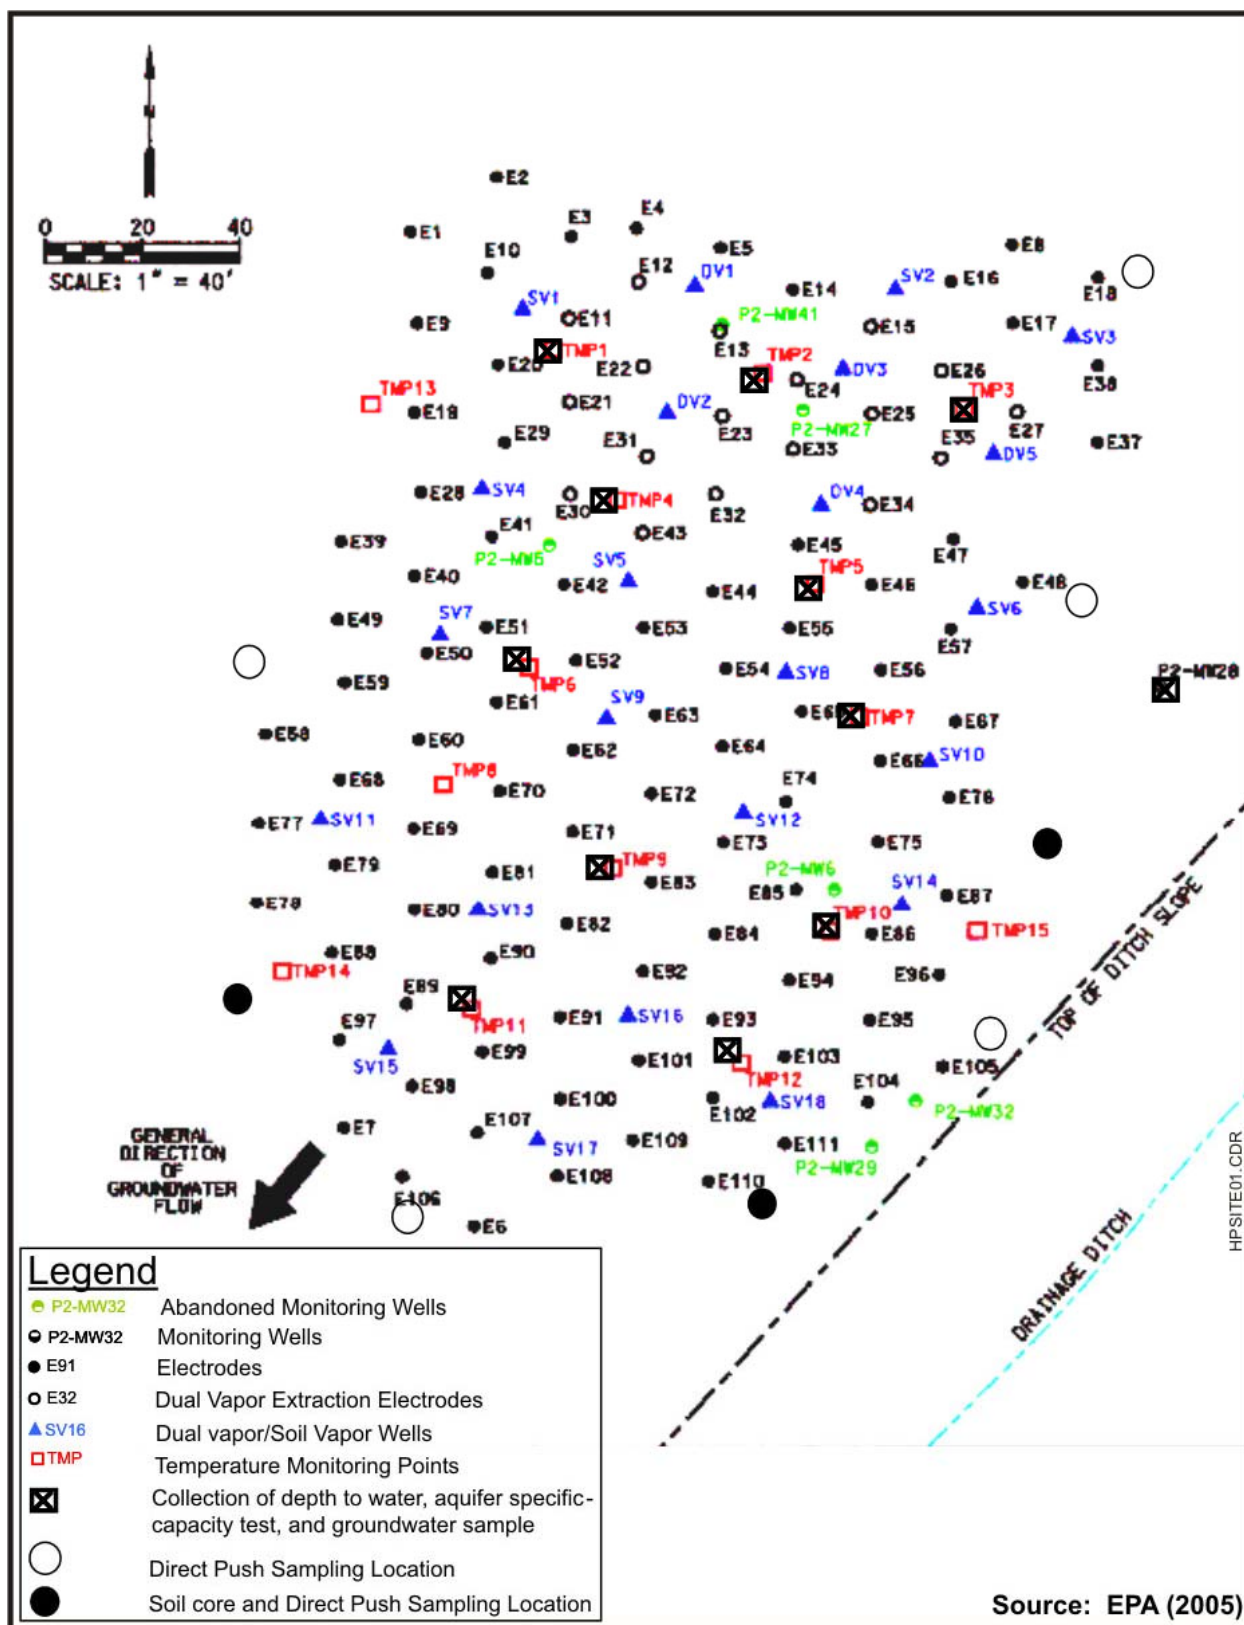 E2
E3
E4
E1
E5
E8
0 20 40
E10
E12
DV1
SV2
E16
E18
SCALE: 1" = 40'
E14
SV1
E11
P2-MW41
E15
E9
E17
SV3
E13
TMP1
TMP2
E20
E22
DV3
E26
E38
TMP13
E24
TMP3
E21
DV2
E19
E23
P2-MW27
E25
E27
E29
E31
E33
E35
E37
DV5
E28
SV4
E30
TMP4
E32
DV4
E34
E41
E43
E39
P2-MW5
E45
E47
SV5
TMP5
E40
E42
E44
E46
E48
SV7
SV6
E49
E51
E53
E55
E57
E50
E52
E54
SV8
E56
P2-MW28
E59
TMP6
E61
SV9
E63
TMP7
E67
E58
E60
E62
E64
SV10
E68
TMP8
E70
E72
E74
E76
E77
SV11
E69
E71
SV12
E73
E75
E79
E81
TMP9
E83
P2-MW6
E85
SV14
E87
E78
E80
SV13
E82
TMP10
E84
E86
TMP15
E88
E90
TMP14
E92
E94
E96
TOP OF DITCH SLOPE
E89
E97
TMP11
E91
SV16
E93
E95
SV15
E99
E101
E103
E105
TMP12
E98
E100
E102
SV18
E104
P2-MW32
E7
E107
SV17
E109
E111
P2-MW29
GENERAL
DIRECTION
OF
GROUNDWATER
FLOW
E106
E108
E110
E6
DRAINAGE DITCH
HPSITE01.CDR
Legend
P2-MW32 Abandoned Monitoring Wells
P2-MW32 Monitoring Wells
E91 Electrodes
E32 Dual Vapor Extraction Electrodes
SV16 Dual vapor/Soil Vapor Wells
TMP Temperature Monitoring Points
Collection of depth to water, aquifer specific-
capacity test, and groundwater sample
Direct Push Sampling Location
Soil core and Direct Push Sampling Location
Source: EPA (2005)